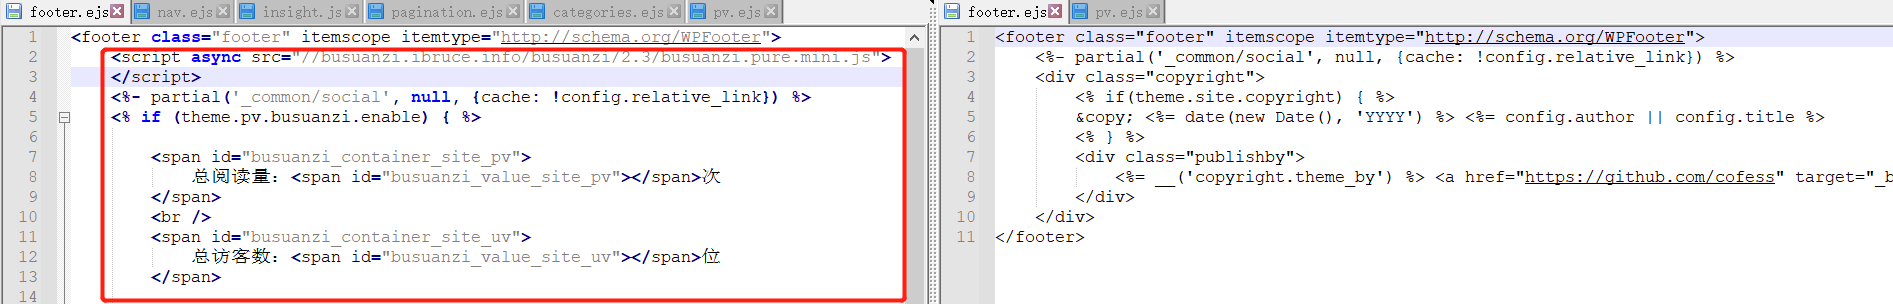 footer.ejs nav.ejs insight.js pagination.ejs categories.ejs pv.ejs
1 <footer class="footer" itemscope itemtype="http://schema.org/WPFooter">
2 <script async src="//busuanzi.ibruce.info/busuanzi/2.3/busuanzi.pure.mini.js">
3 </script>
4 <%- partial('_common/social', null, {cache: !config.relative_link}) %>
5 <% if (theme.pv.busuanzi.enable) { %>
6
7 <span id="busuanzi_container_site_pv">
8 总阅读量：<span id="busuanzi_value_site_pv"></span>次
9 </span>
10 <br />
11 <span id="busuanzi_container_site_uv">
12 总访客数：<span id="busuanzi_value_site_uv"></span>位
13 </span>
14
footer.ejs pv.ejs
1 <footer class="footer" itemscope itemtype="http://schema.org/WPFooter">
2 <%- partial('_common/social', null, {cache: !config.relative_link}) %>
3 <div class="copyright">
4 <% if(theme.site.copyright) { %>
5 &copy; <%= date(new Date(), 'YYYY') %> <%= config.author || config.title %>
6 <% } %>
7 <div class="publishby">
8 <%= __('copyright.theme_by') %> <a href="https://github.com/cofess" target="_b
9 </div>
10 </div>
11 </footer>